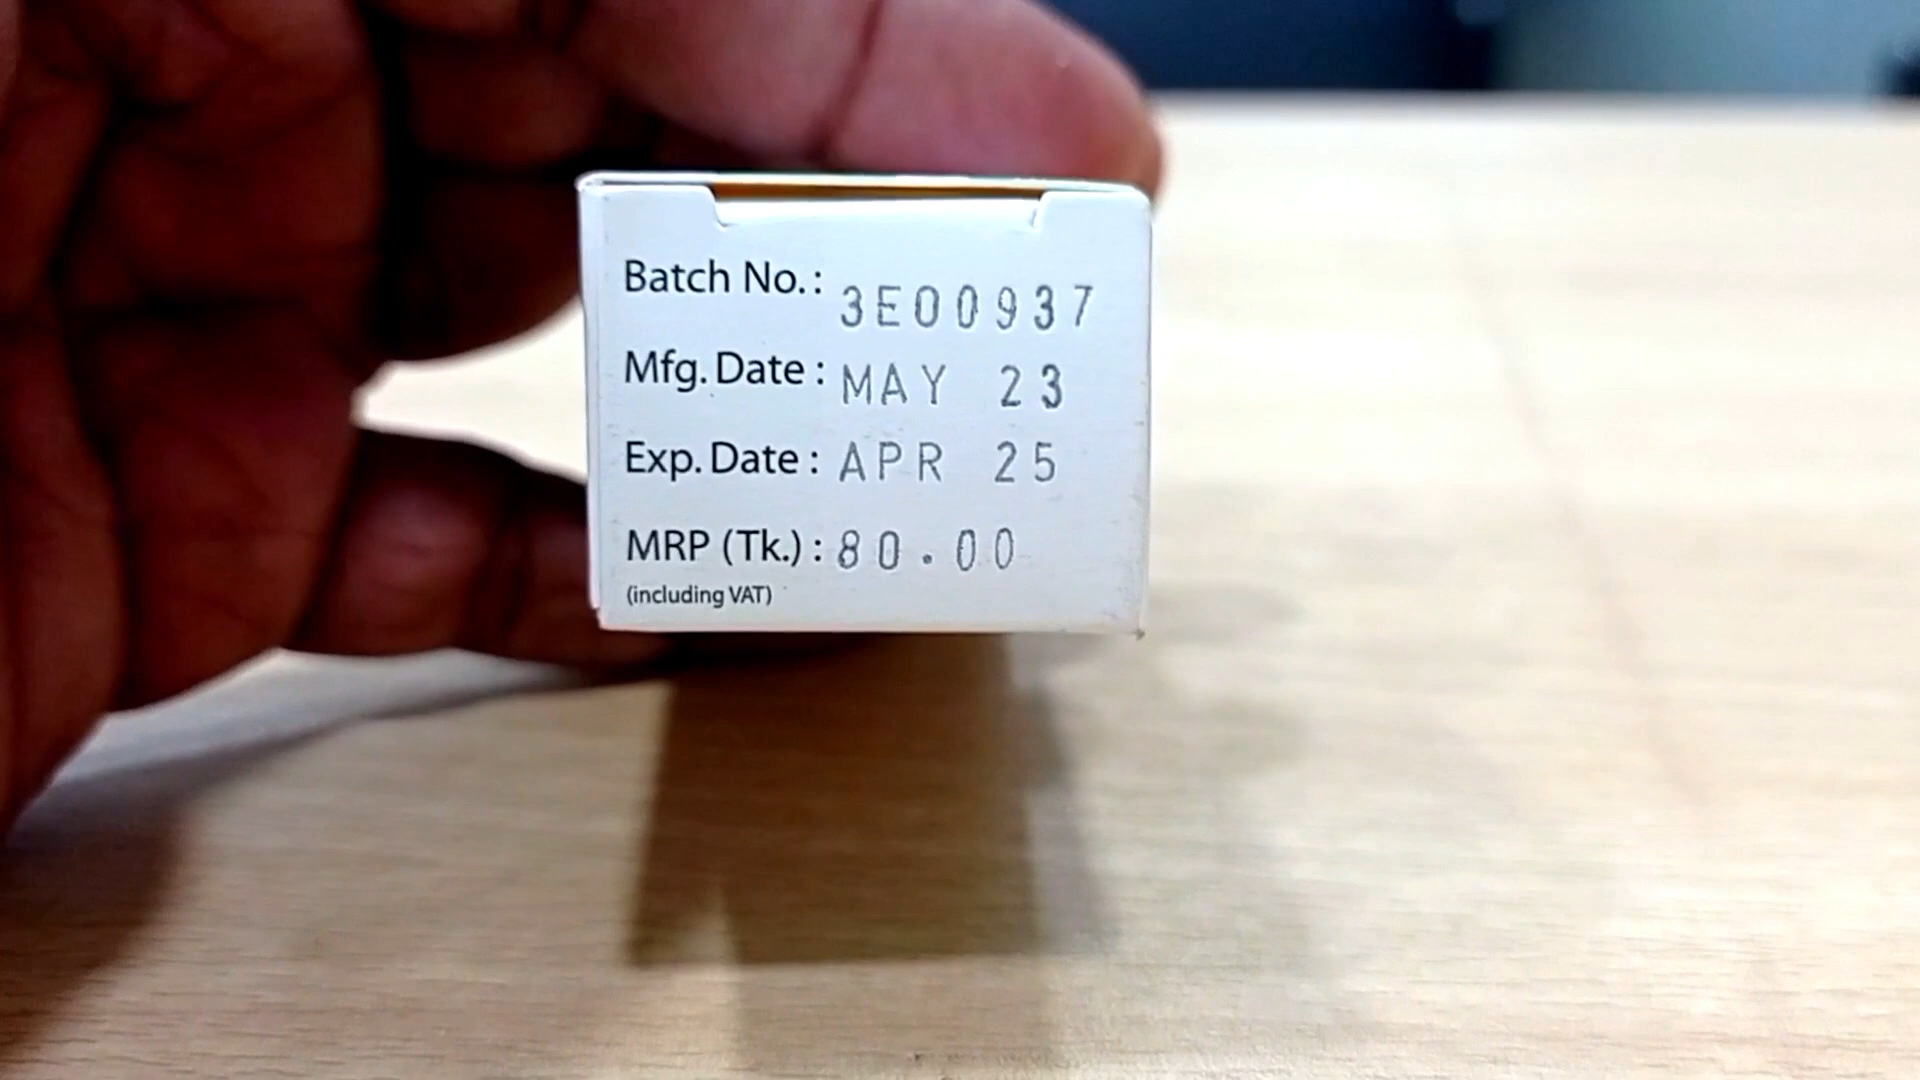 Batch No.: 3E00937
Mfg. Date : MAY 23
Exp. Date : APR 25
MRP (Tk.) : 80.00
(including VAT)